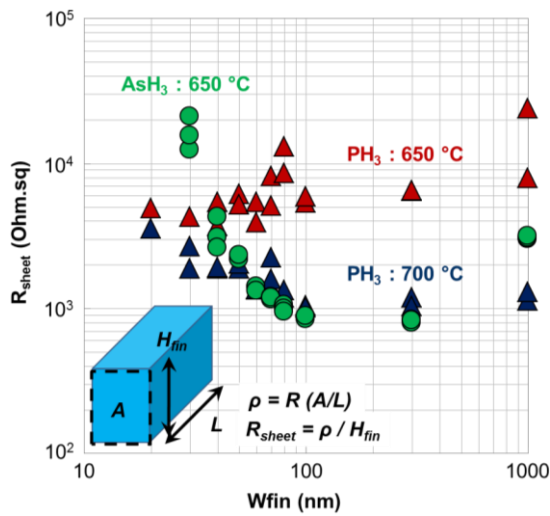 10⁵
AsH₃ : 650 °C
10⁴
PH₃ : 650 °C
R_sheet (Ohm.sq)
PH₃ : 700 °C
10³
H_fin
A
L
ρ = R (A/L)
R_sheet = ρ / H_fin
10²
10
100
1000
Wfin (nm)